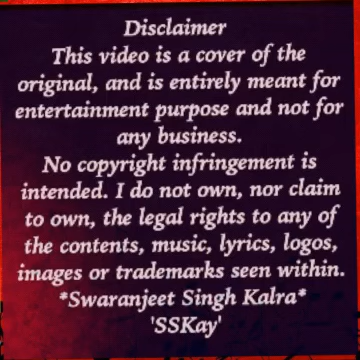 Disclaimer
This video is a cover of the
original, and is entirely meant for
entertainment purpose and not for
any business.
No copyright infringement is
intended. I do not own, nor claim
to own, the legal rights to any of
the contents, music, lyrics, logos,
images or trademarks seen within.
*Swaranjeet Singh Kalra*
'SSKay'